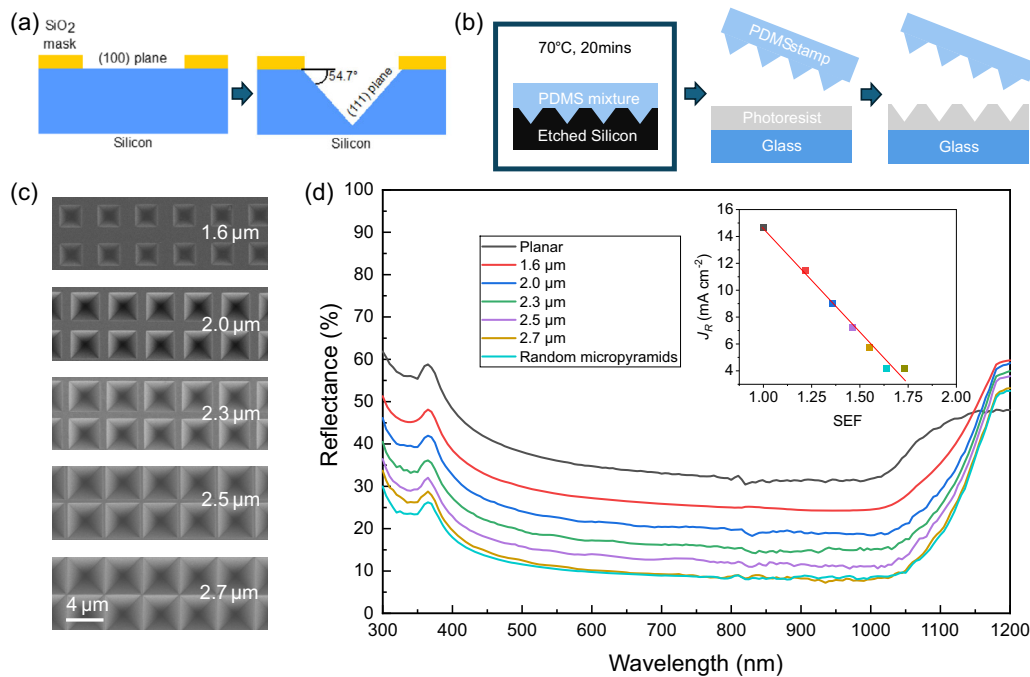 (a)
SiO₂
mask
(100) plane
Silicon
54.7°
(111) plane
Silicon
(b)
70°C, 20mins
PDMS mixture
Etched Silicon
PDMS stamp
Photoresist
Glass
Glass
(c)
1.6 μm
2.0 μm
2.3 μm
2.5 μm
2.7 μm
4 μm
(d)
Reflectance (%)
100
90
80
70
60
50
40
30
20
10
0
300 400 500 600 700 800 900 1000 1100 1200
Wavelength (nm)
Planar
1.6 μm
2.0 μm
2.3 μm
2.5 μm
2.7 μm
Random micropyramids
J_R (mA cm⁻²)
16
14
12
10
8
6
4
1.00 1.25 1.50 1.75 2.00
SEF